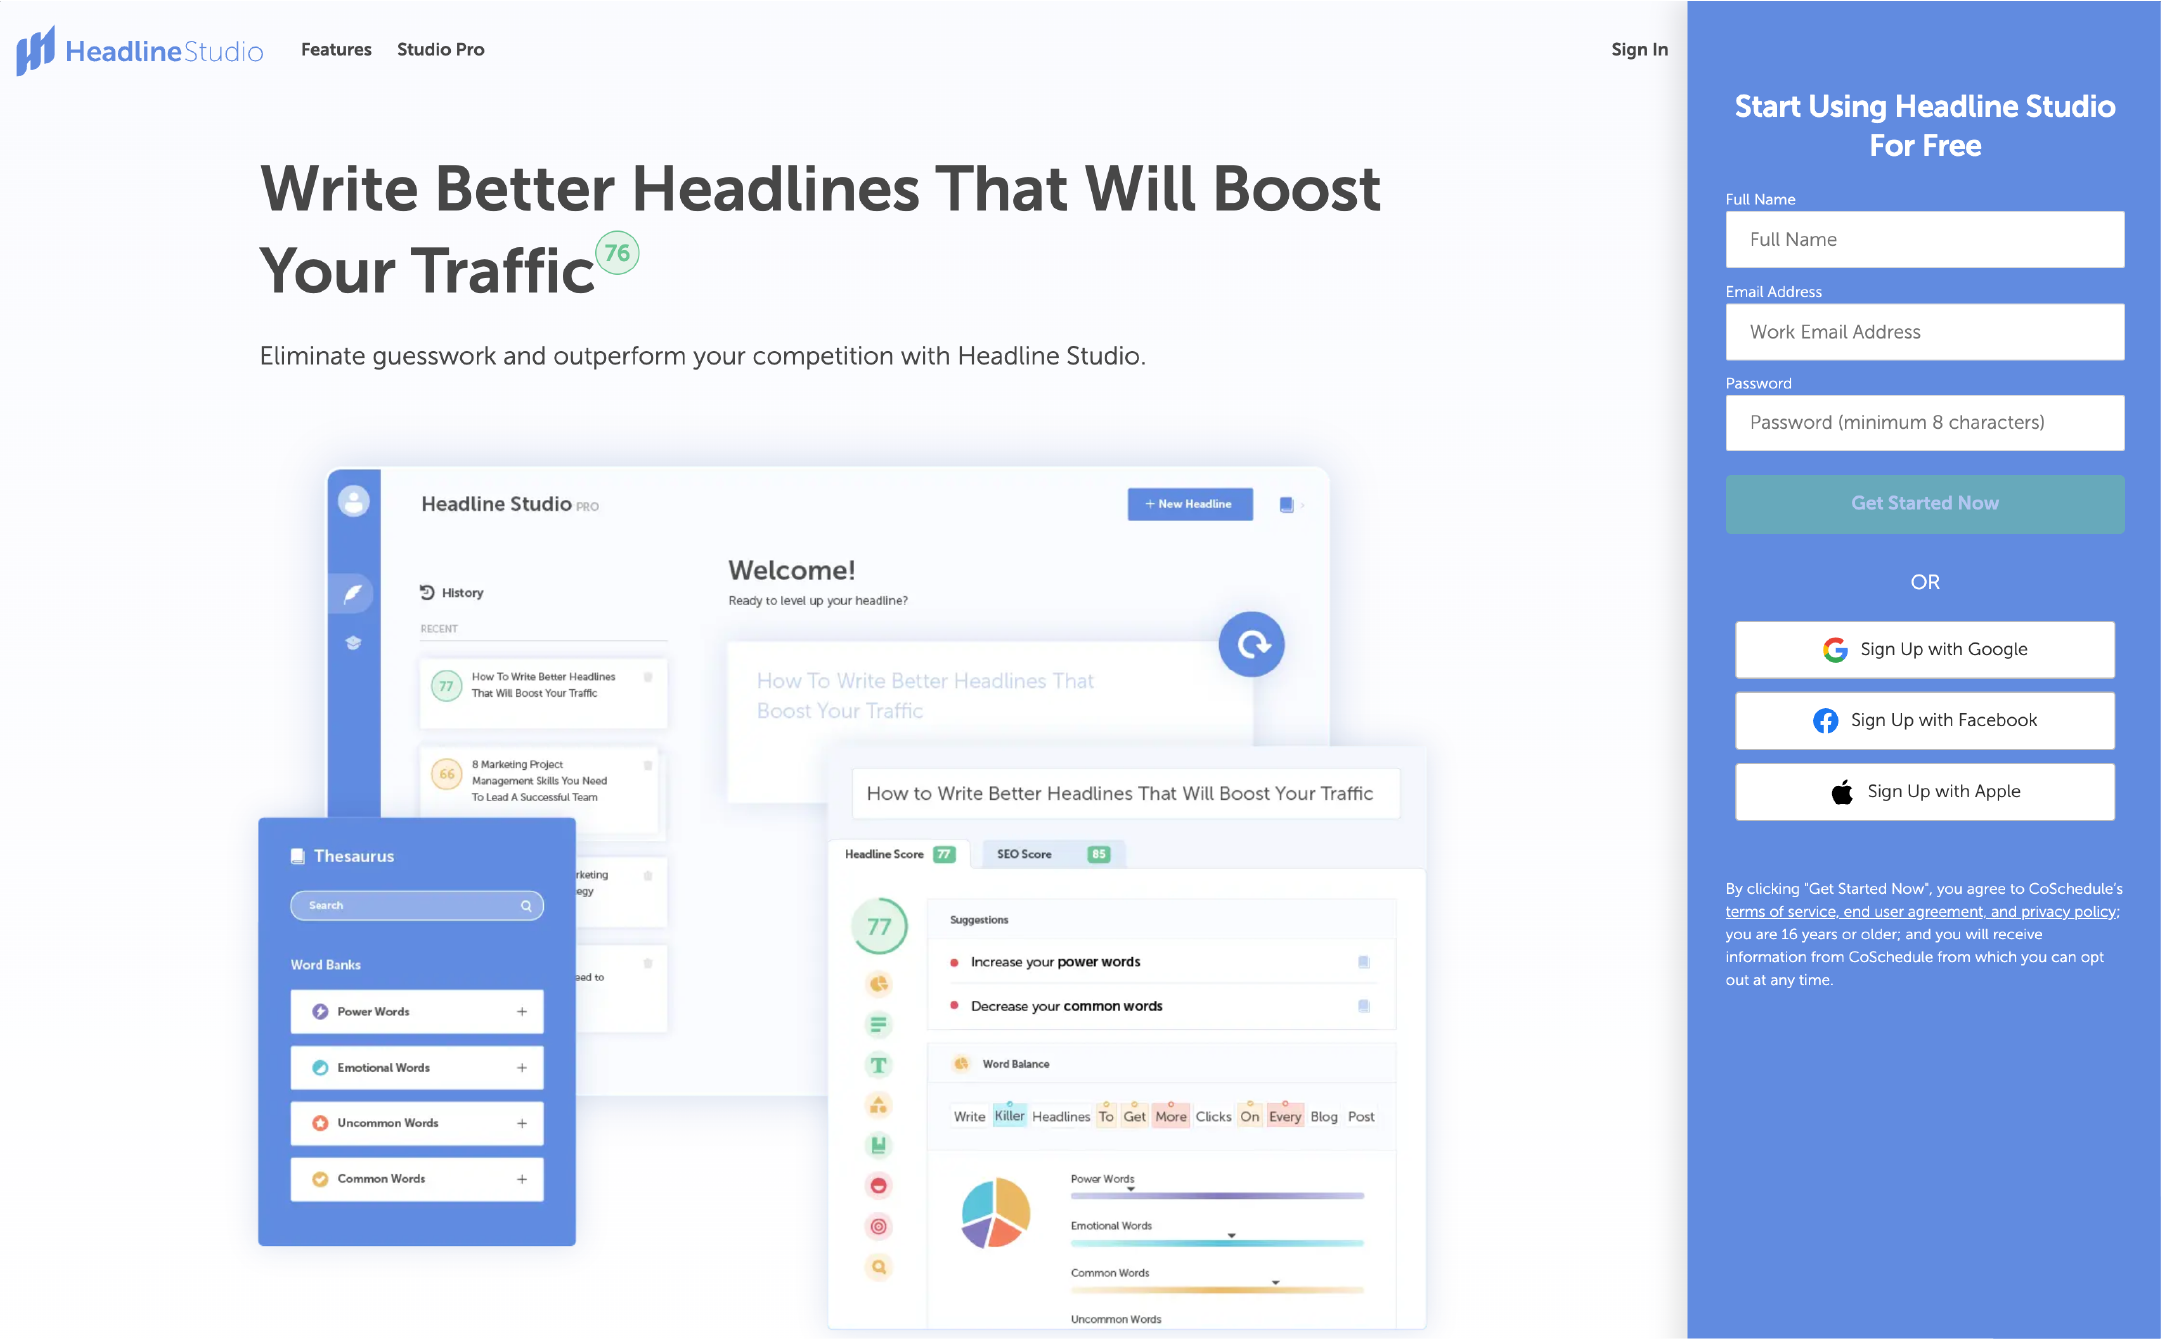 HeadlineStudio
Features
Studio Pro
Sign In
Write Better Headlines That Will Boost
Your Traffic 76
Eliminate guesswork and outperform your competition with Headline Studio.
Headline Studio PRO
+ New Headline
History
RECENT
77
How To Write Better Headlines
That Will Boost Your Traffic
66
8 Marketing Project
Management Skills You Need
To Lead A Successful Team
rketing
egy
eed to
Welcome!
Ready to level up your headline?
How To Write Better Headlines That
Boost Your Traffic
Thesaurus
Search
Word Banks
Power Words +
Emotional Words +
Uncommon Words +
Common Words +
How to Write Better Headlines That Will Boost Your Traffic
Headline Score 77
SEO Score 85
77
Suggestions
Increase your power words
Decrease your common words
Word Balance
Write Killer Headlines To Get More Clicks On Every Blog Post
Power Words
Emotional Words
Common Words
Uncommon Words
Start Using Headline Studio
For Free
Full Name
Full Name
Email Address
Work Email Address
Password
Password (minimum 8 characters)
Get Started Now
OR
Sign Up with Google
Sign Up with Facebook
Sign Up with Apple
By clicking "Get Started Now", you agree to CoSchedule's
terms of service, end user agreement, and privacy policy;
you are 16 years or older; and you will receive
information from CoSchedule from which you can opt
out at any time.